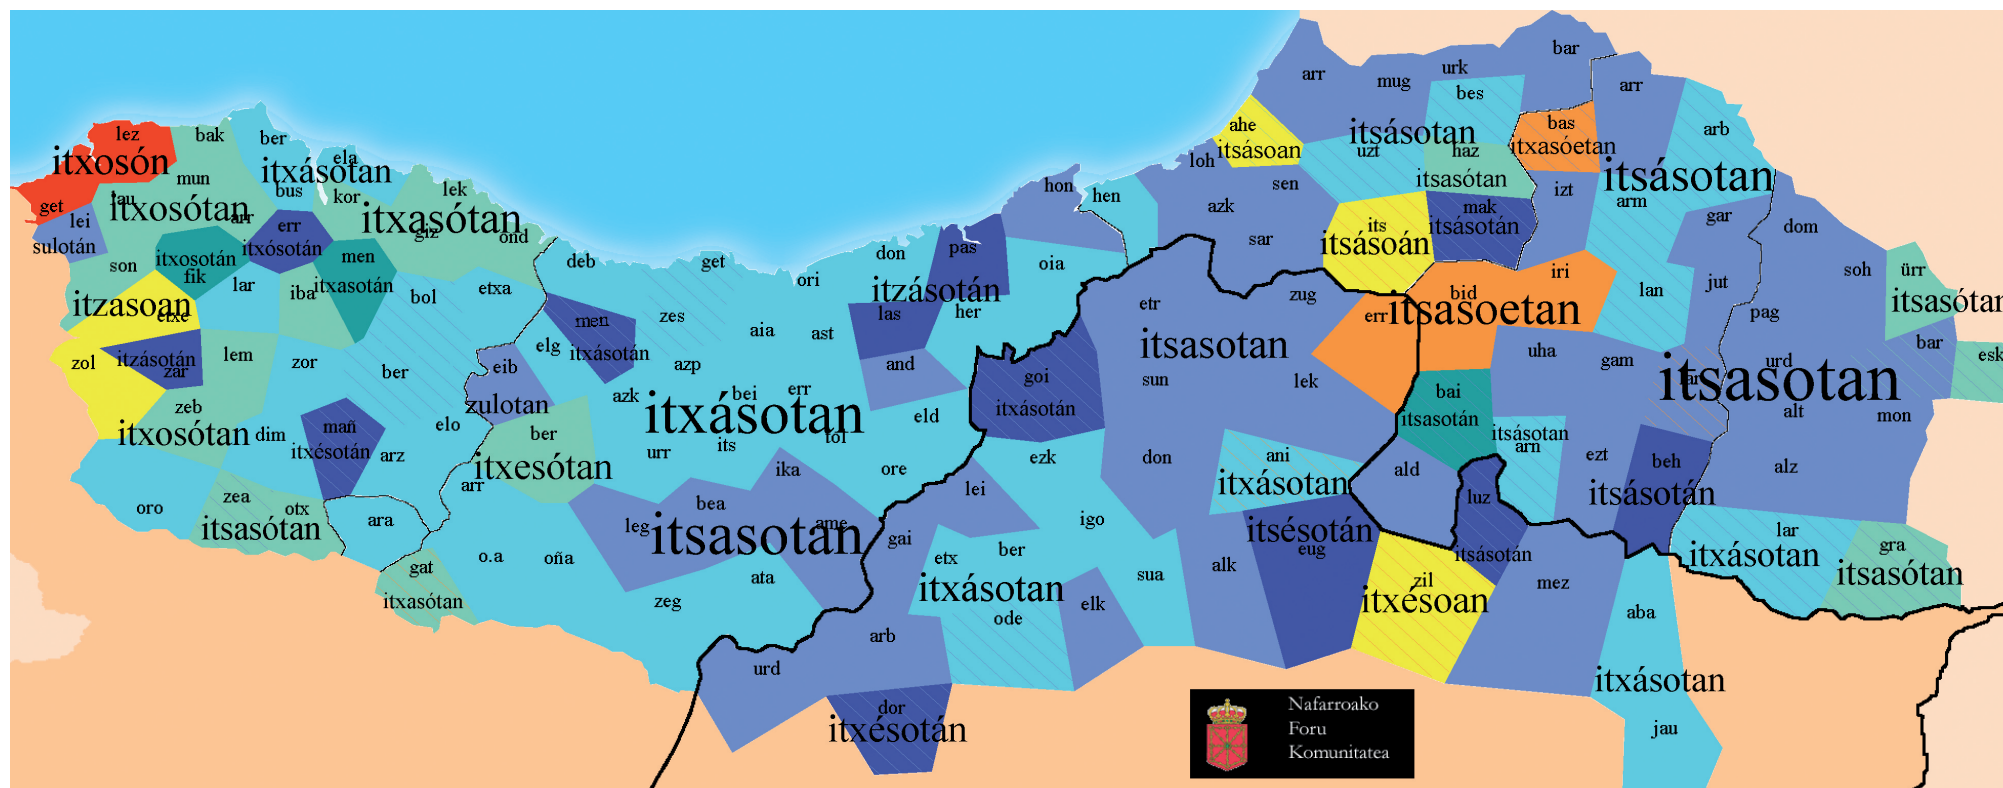 lez
itxosón
get
lei
sulotán
bak
mun
itxosótan
arr
son
ber
ela
itxásotan
bus
kor
lek
itxasótan
giz
ond
err
itxósotán
itxosotán
fik
men
itxasotán
lar
iba
itzasoan
etxe
zol
itzásotán
zar
lem
zeb
itxosótan
dim
zor
bol
etxa
ber
elo
mañ
itxésotán
arz
oro
zea
otx
itsasótan
ara
gat
itxasótan
deb
get
ori
don
pas
hon
hen
oia
itzásotán
las
her
men
itxásotán
zes
aia
ast
elg
azp
azk
and
eib
zulotan
ber
itxesótan
arr
bei
err
itxásotan
its
tol
urr
eld
ore
ika
bea
leg
itsasotan
ame
o.a
oña
ata
zeg
ahe
itsásoan
loh
sen
azk
sar
arr
mug
urk
bar
bes
itsásotan
uzt
haz
itsasótan
bas
itxasóetan
arr
arb
itsásotan
arm
izt
mak
itsásotán
its
itsásoán
gar
dom
soh
ürr
itsasótan
jut
pag
lan
iri
bid
itsasoetan
err
zug
etr
itsasotan
sun
lek
goi
itxásotán
uha
gam
urd
itsasotan
alt
mon
bar
esk
alz
bai
itsasotán
itsásotan
arn
ezt
beh
itsásotán
ald
luz
itsásotán
ani
itxásotan
don
ezk
lei
igo
gai
etx
ber
itxásotan
ode
sua
elk
alk
itsésotán
eug
zil
itxésoan
mez
aba
itxásotan
jau
lar
itxásotan
gra
itsasótan
arb
urd
dor
itxésotán
Nafarroako
Foru
Komunitatea